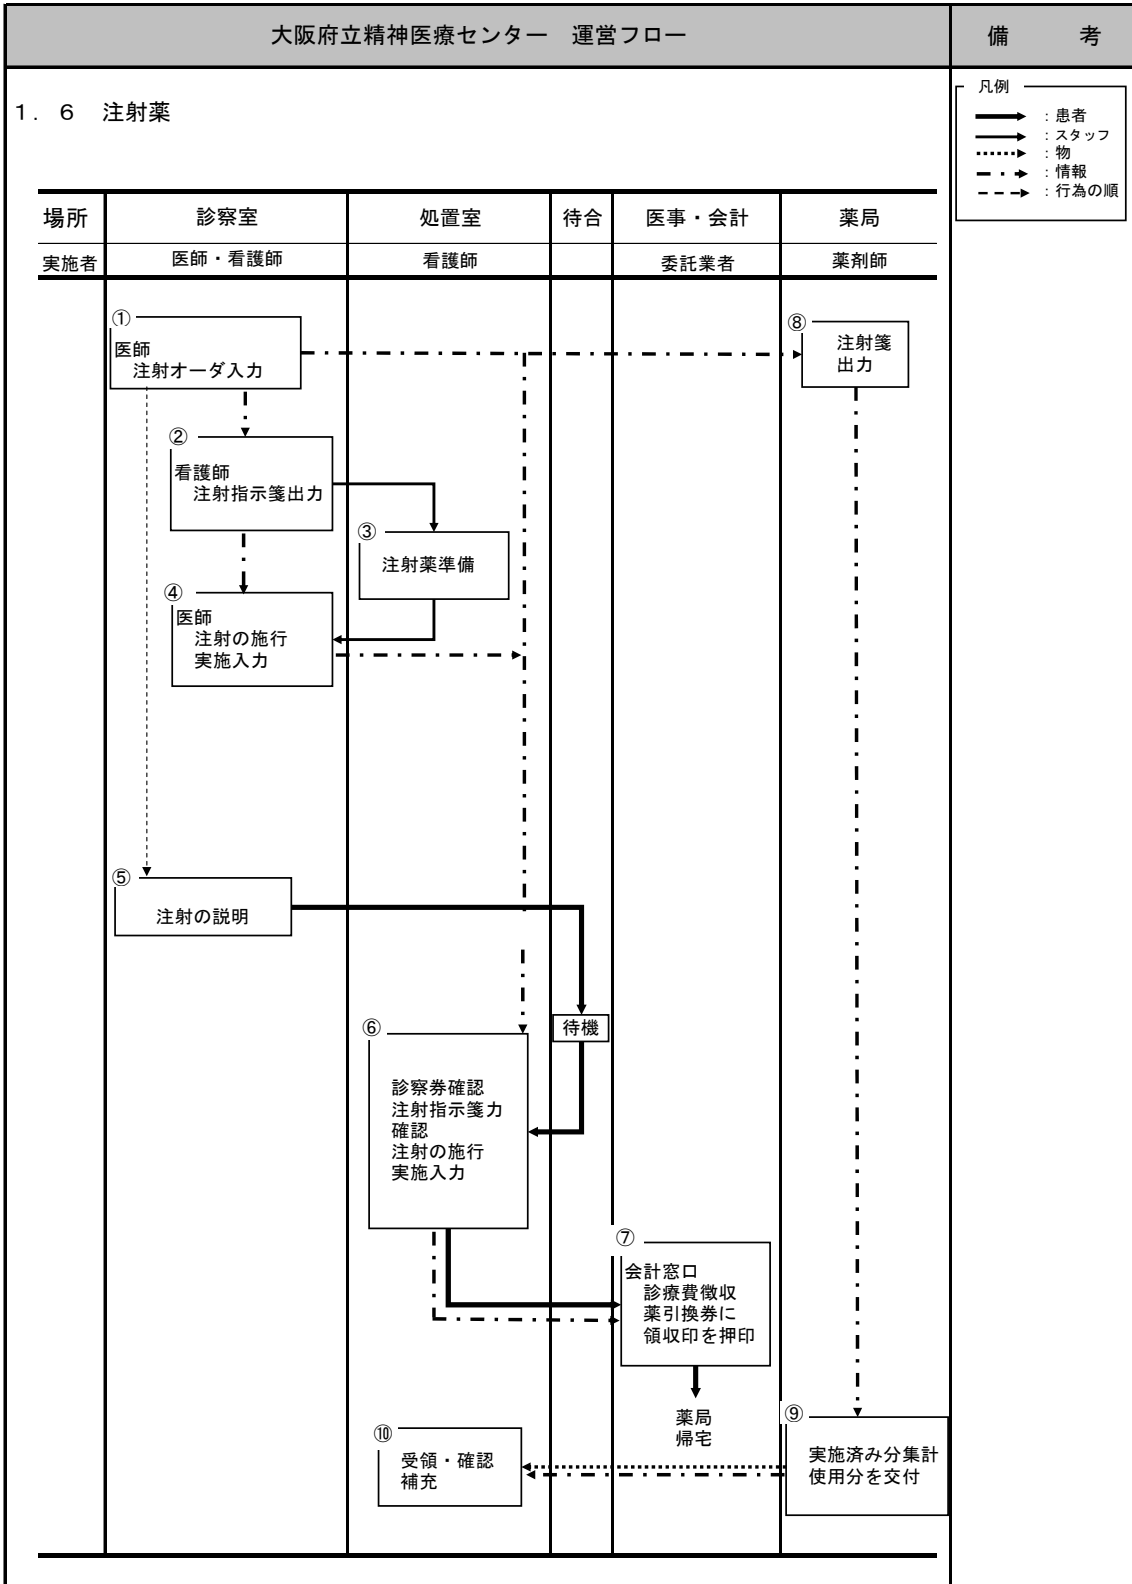 大阪府立精神医療センター　運営フロー
備　考
1．6　注射薬
凡例
：患者
：スタッフ
：物
：情報
：行為の順
場所　診察室　処置室　待合　医事・会計　薬局
実施者　医師・看護師　看護師　委託業者　薬剤師
①
医師
注射オーダ入力
⑧
注射箋
出力
②
看護師
注射指示箋出力
③
注射薬準備
④
医師
注射の施行
実施入力
⑤
注射の説明
待機
⑥
診察券確認
注射指示箋力
確認
注射の施行
実施入力
⑦
会計窓口
診療費徴収
薬引換券に
領収印を押印
薬局
帰宅
⑨
実施済み分集計
使用分を交付
⑩
受領・確認
補充